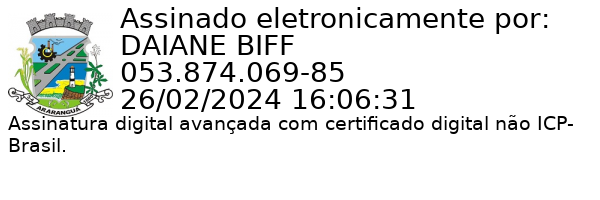 Assinado eletronicamente por:
DAIANE BIFF
053.874.069-85
26/02/2024 16:06:31
ARARANGUÁ
Assinatura digital avançada com certificado digital não ICP-
Brasil.